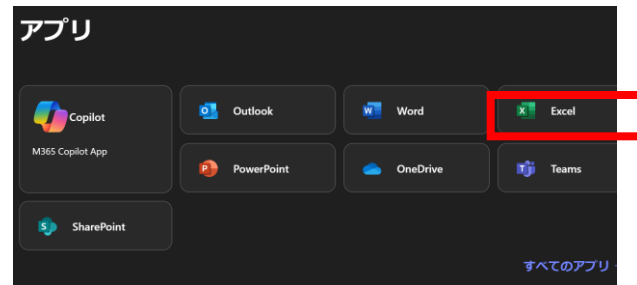 アプリ
Copilot
M365 Copilot App
Outlook
Word
Excel
PowerPoint
OneDrive
Teams
SharePoint
すべてのアプリ